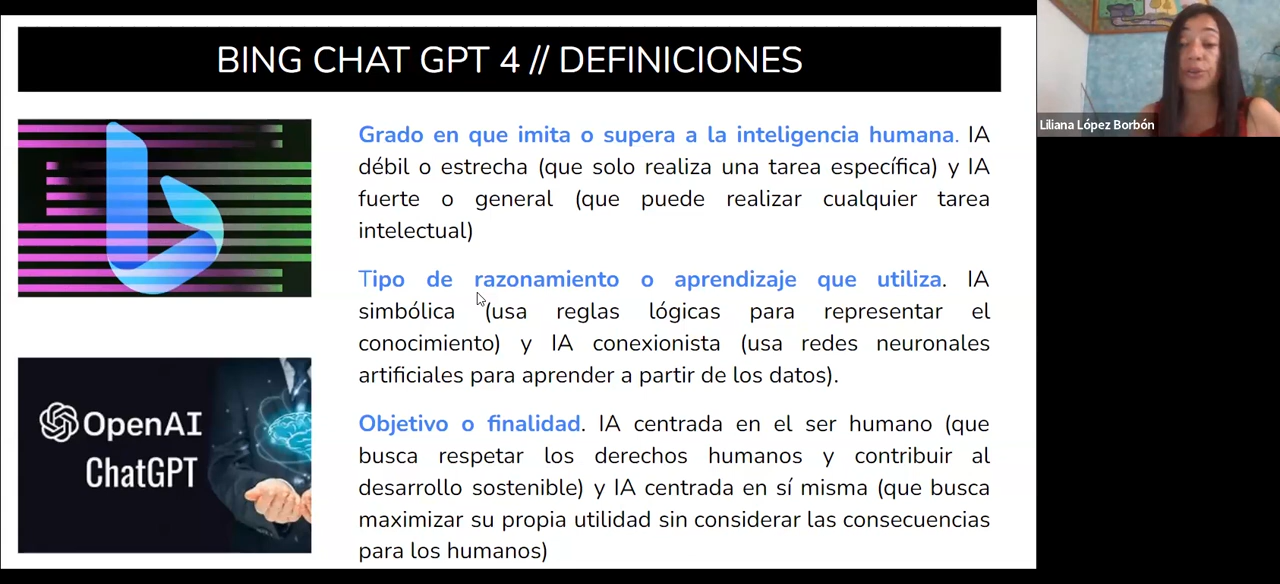 BING CHAT GPT 4 // DEFINICIONES
Liliana López Borbón
Grado en que imita o supera a la inteligencia humana. IA
débil o estrecha (que solo realiza una tarea específica) y IA
fuerte o general (que puede realizar cualquier tarea
intelectual)
Tipo de razonamiento o aprendizaje que utiliza. IA
simbólica (usa reglas lógicas para representar el
conocimiento) y IA conexionista (usa redes neuronales
artificiales para aprender a partir de los datos).
OpenAI
ChatGPT
Objetivo o finalidad. IA centrada en el ser humano (que
busca respetar los derechos humanos y contribuir al
desarrollo sostenible) y IA centrada en sí misma (que busca
maximizar su propia utilidad sin considerar las consecuencias
para los humanos)